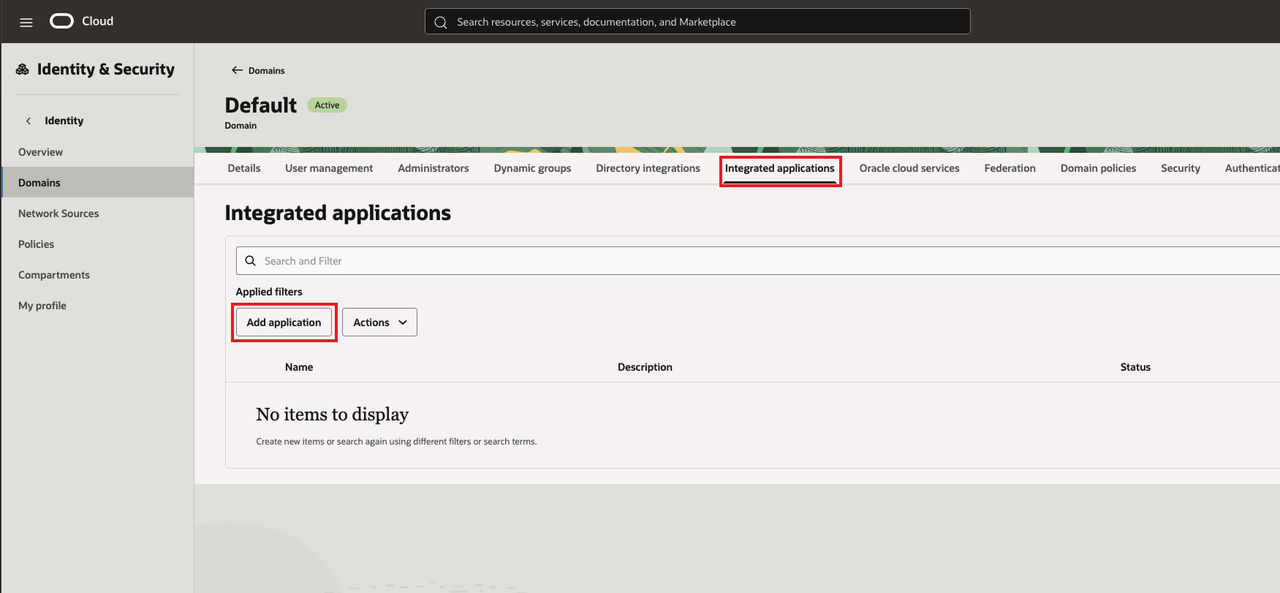 Cloud
Search resources, services, documentation, and Marketplace
Identity & Security
Identity
Overview
Domains
Network Sources
Policies
Compartments
My profile
Domains
Default Active
Domain
Details User management Administrators Dynamic groups Directory integrations Integrated applications Oracle cloud services Federation Domain policies Security Authenticat
Integrated applications
Search and Filter
Applied filters
Add application Actions
Name Description Status
No items to display
Create new items or search again using different filters or search terms.